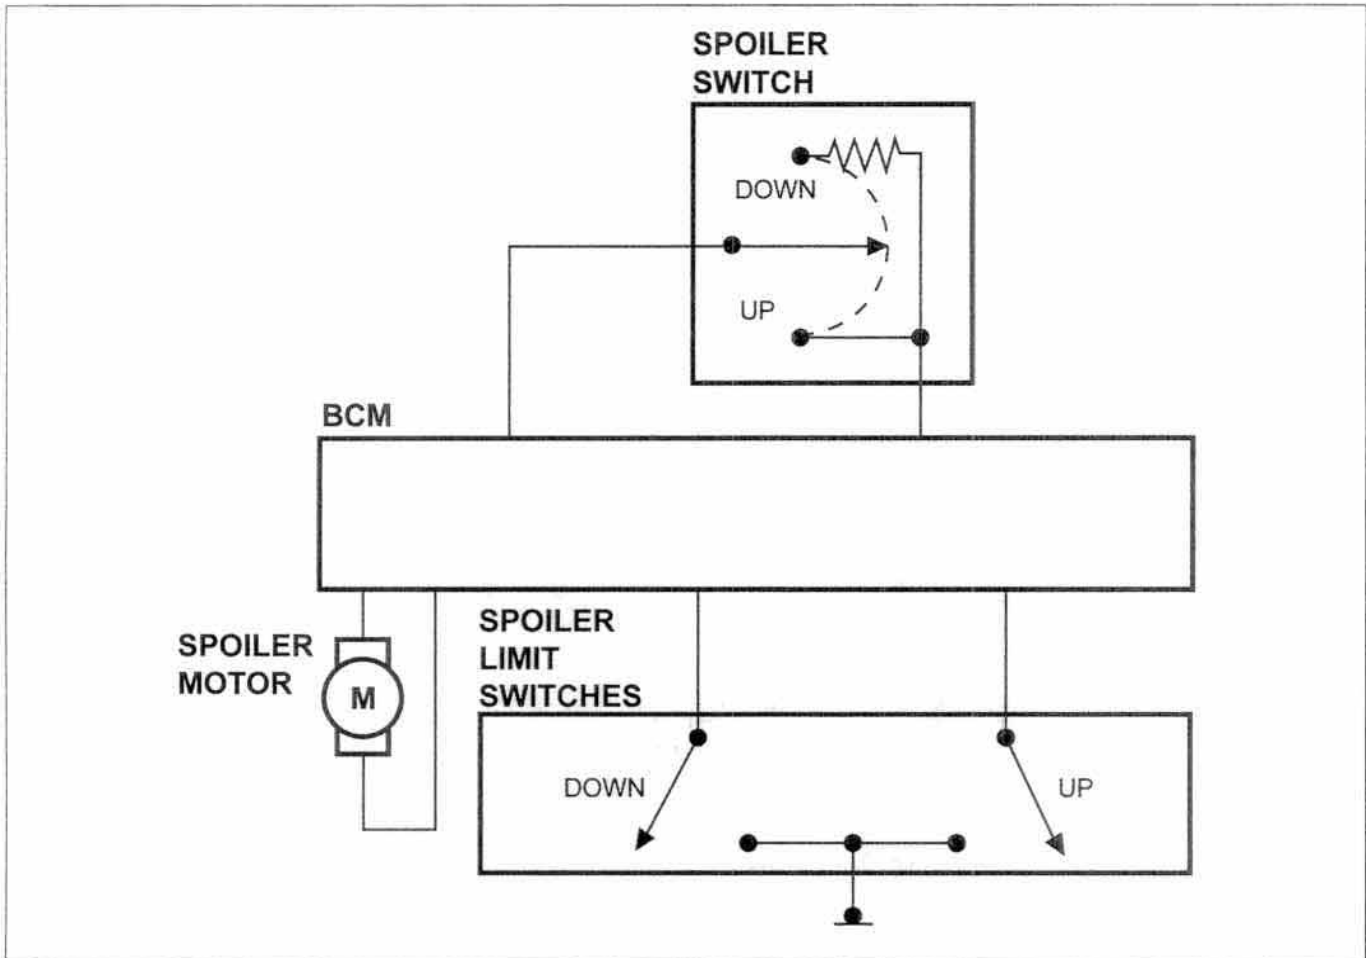 SPOILER
SWITCH
DOWN
UP
BCM
SPOILER
MOTOR
M
SPOILER
LIMIT
SWITCHES
DOWN
UP